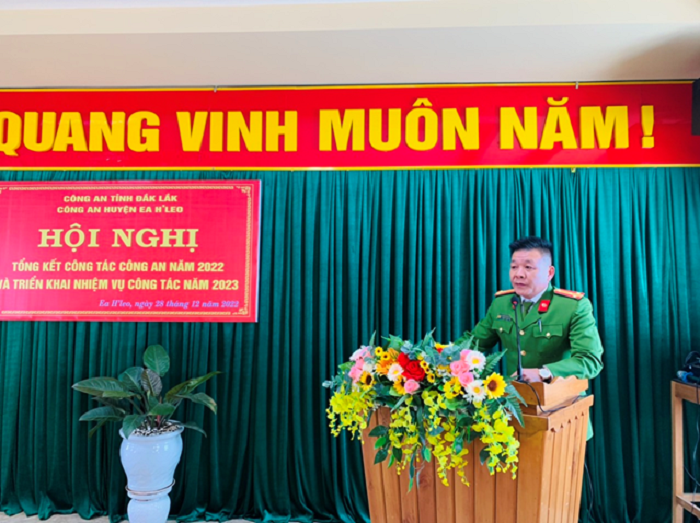 QUANG VINH MUÔN NĂM!
CÔNG AN TỈNH ĐẮK LẮK
CÔNG AN HUYỆN EA H'LEO
HỘI NGHỊ
TỔNG KẾT CÔNG TÁC CÔNG AN NĂM 2022
VÀ TRIỂN KHAI NHIỆM VỤ CÔNG TÁC NĂM 2023
Ea H'leo, ngày 28 tháng 12 năm 2022